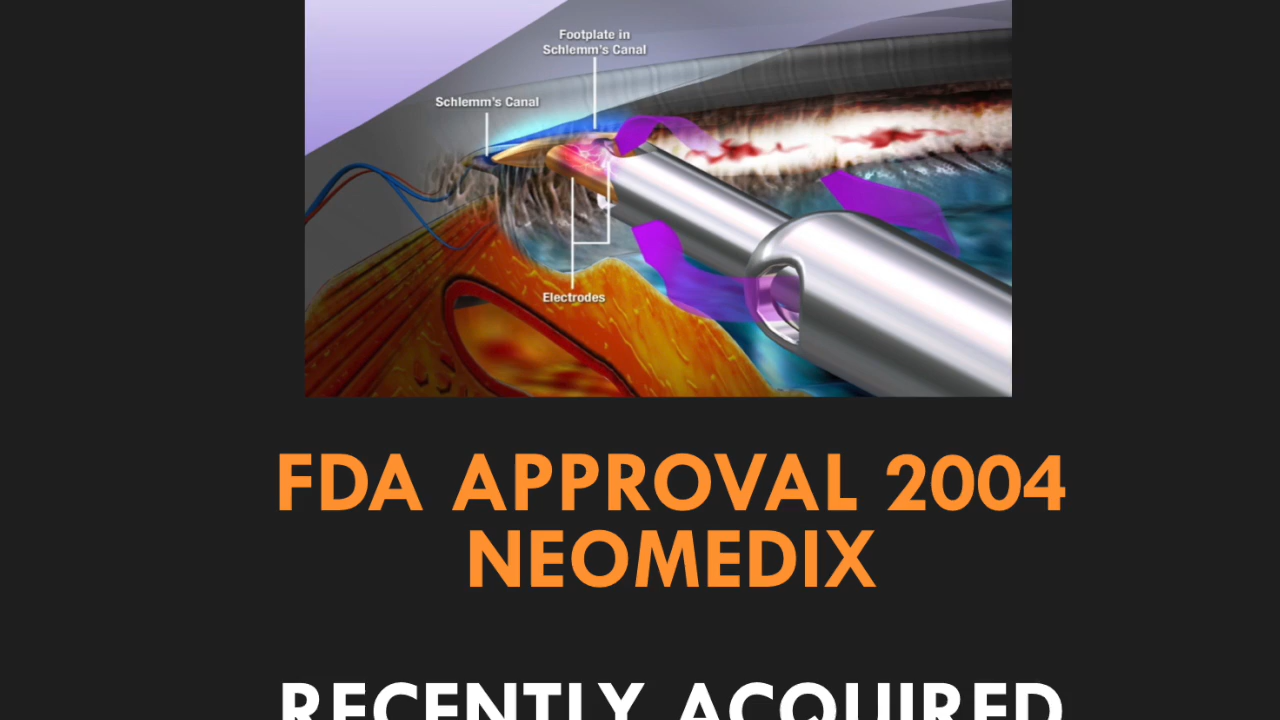 Footplate in
Schlemm's Canal
Schlemm's Canal
Electrodes
FDA APPROVAL 2004
NEOMEDIX
RECENTLY ACQUIRED